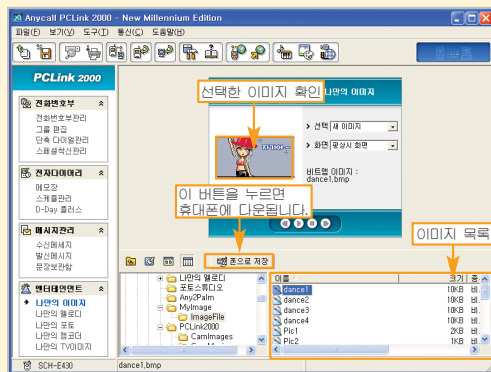 Anycall PCLink 2000 - New Millennium Edition
파일(F) 보기(V) 도구(T) 통신(C) 도움말(H)
PCLink 2000
전화번호부
전화번호부관리
그룹 편집
단축 다이얼관리
스페셜착신관리
전자다이어리
메모장
스케쥴관리
D-Day 플러스
메시지관리
수신메세지
발신메시지
문장보관함
엔터테인먼트
나만의 이미지
나만의 멜로디
나만의 포토
나만의 캠코더
나만의 TV이미지
선택한 이미지 확인
나만의 이미지
선택 새 이미지
화면 평상시 화면
비트맵 이미지 :
dance1.bmp
이 버튼을 누르면
휴대폰에 다운됩니다.
이미지 목록
폰으로 저장
나만의 멜로디
포토스튜디오
Any2Palm
MyImage
ImageFile
PCLink2000
CamImages
이름 크기 종
dance1 10KB 비
dance2 10KB 비
dance3 10KB 비
dance4 10KB 비
Pic1 2KB 비
Pic2 1KB 비
SCH-E430 dance1.bmp